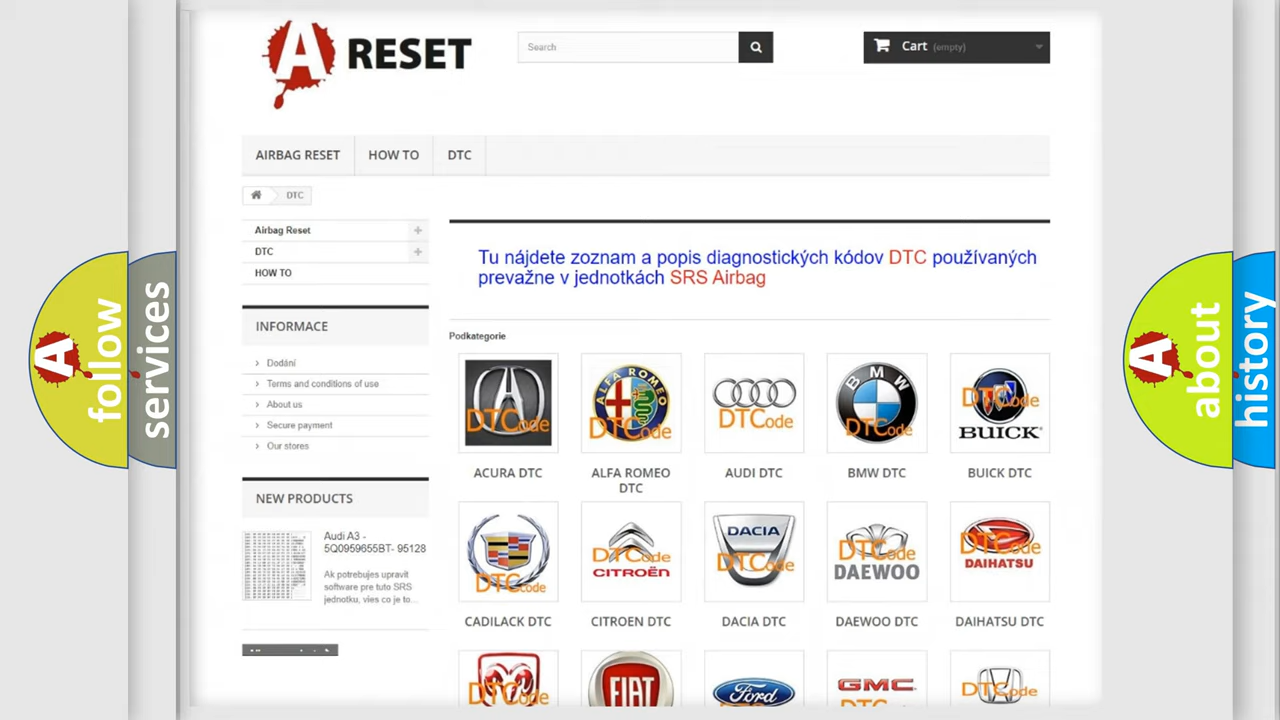 A RESET
Search
Cart (empty)
AIRBAG RESET
HOW TO
DTC
DTC
Airbag Reset
DTC
HOW TO
Tu nájdete zoznam a popis diagnostických kódov DTC používaných
prevažne v jednotkách SRS Airbag
INFORMACE
Dodání
Terms and conditions of use
About us
Secure payment
Our stores
NEW PRODUCTS
Audi A3 -
5Q0959655BT- 95128
Ak potrebujes upravit
software pre tuto SRS
jednotku, vies co je to...
Podkategorie
DTCode
ALFA ROMEO
DTCode
DTCode
BMW
DTCode
DTCode
BUICK
ACURA DTC
ALFA ROMEO
DTC
AUDI DTC
BMW DTC
BUICK DTC
DTCode
DTCode
CITROËN
DACIA
DTCode
DTCode
DAEWOO
DTCode
DAIHATSU
CADILACK DTC
CITROEN DTC
DACIA DTC
DAEWOO DTC
DAIHATSU DTC
DTCode
FIAT
Ford
GMC
DTCode
A
follow
services
A
about
history